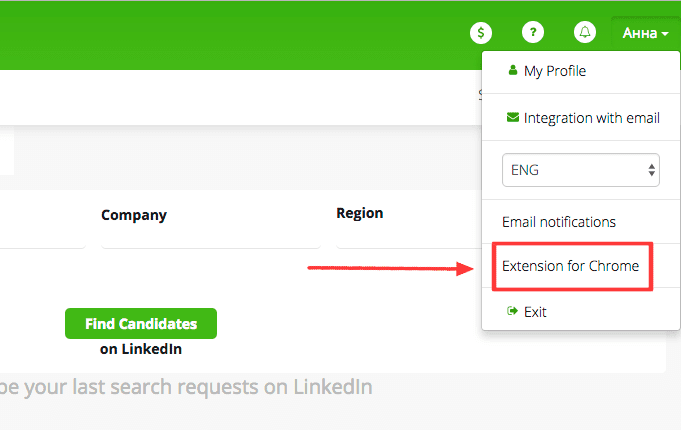 $ ? Анна
My Profile
Integration with email
ENG
Company
Region
Email notifications
Extension for Chrome
Find Candidates
Exit
on LinkedIn
be your last search requests on LinkedIn